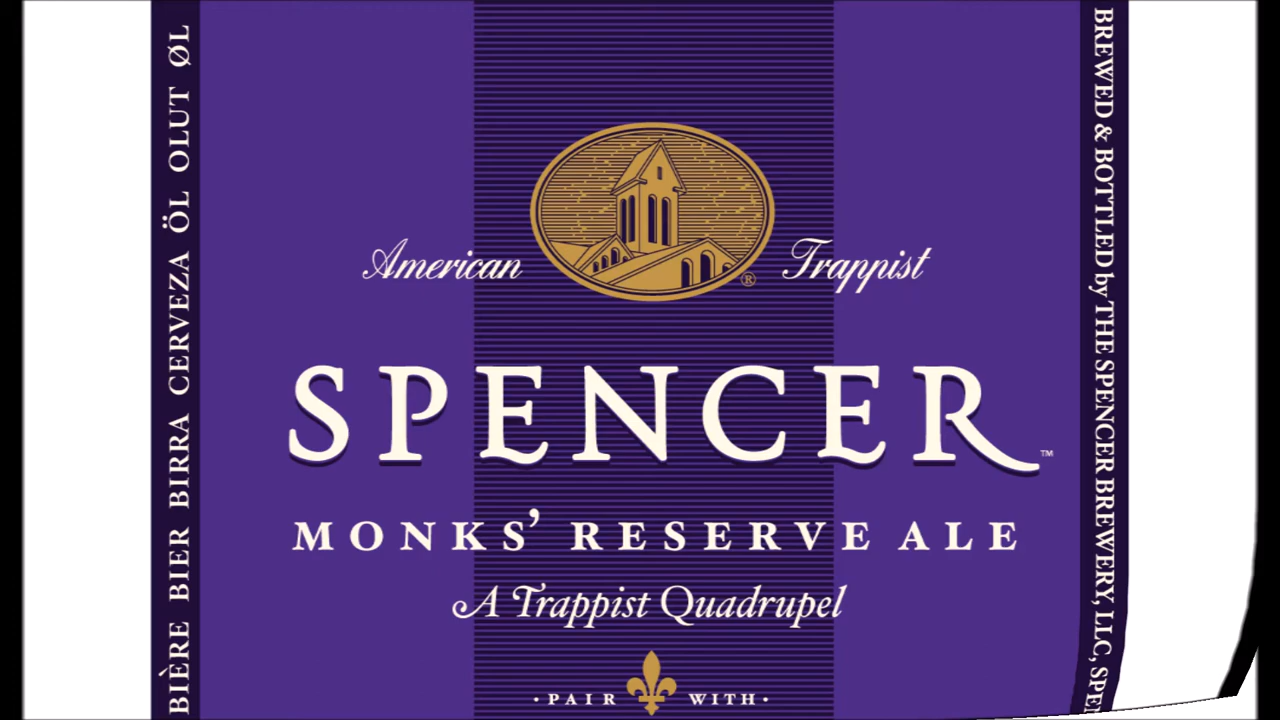 BIÈRE BIER BIRRA CERVEZA ÖL OLUT ØL
American Trappist
®
SPENCER™
MONKS’ RESERVE ALE
A Trappist Quadrupel
·PAIR WITH·
BREWED & BOTTLED by THE SPENCER BREWERY, LLC,